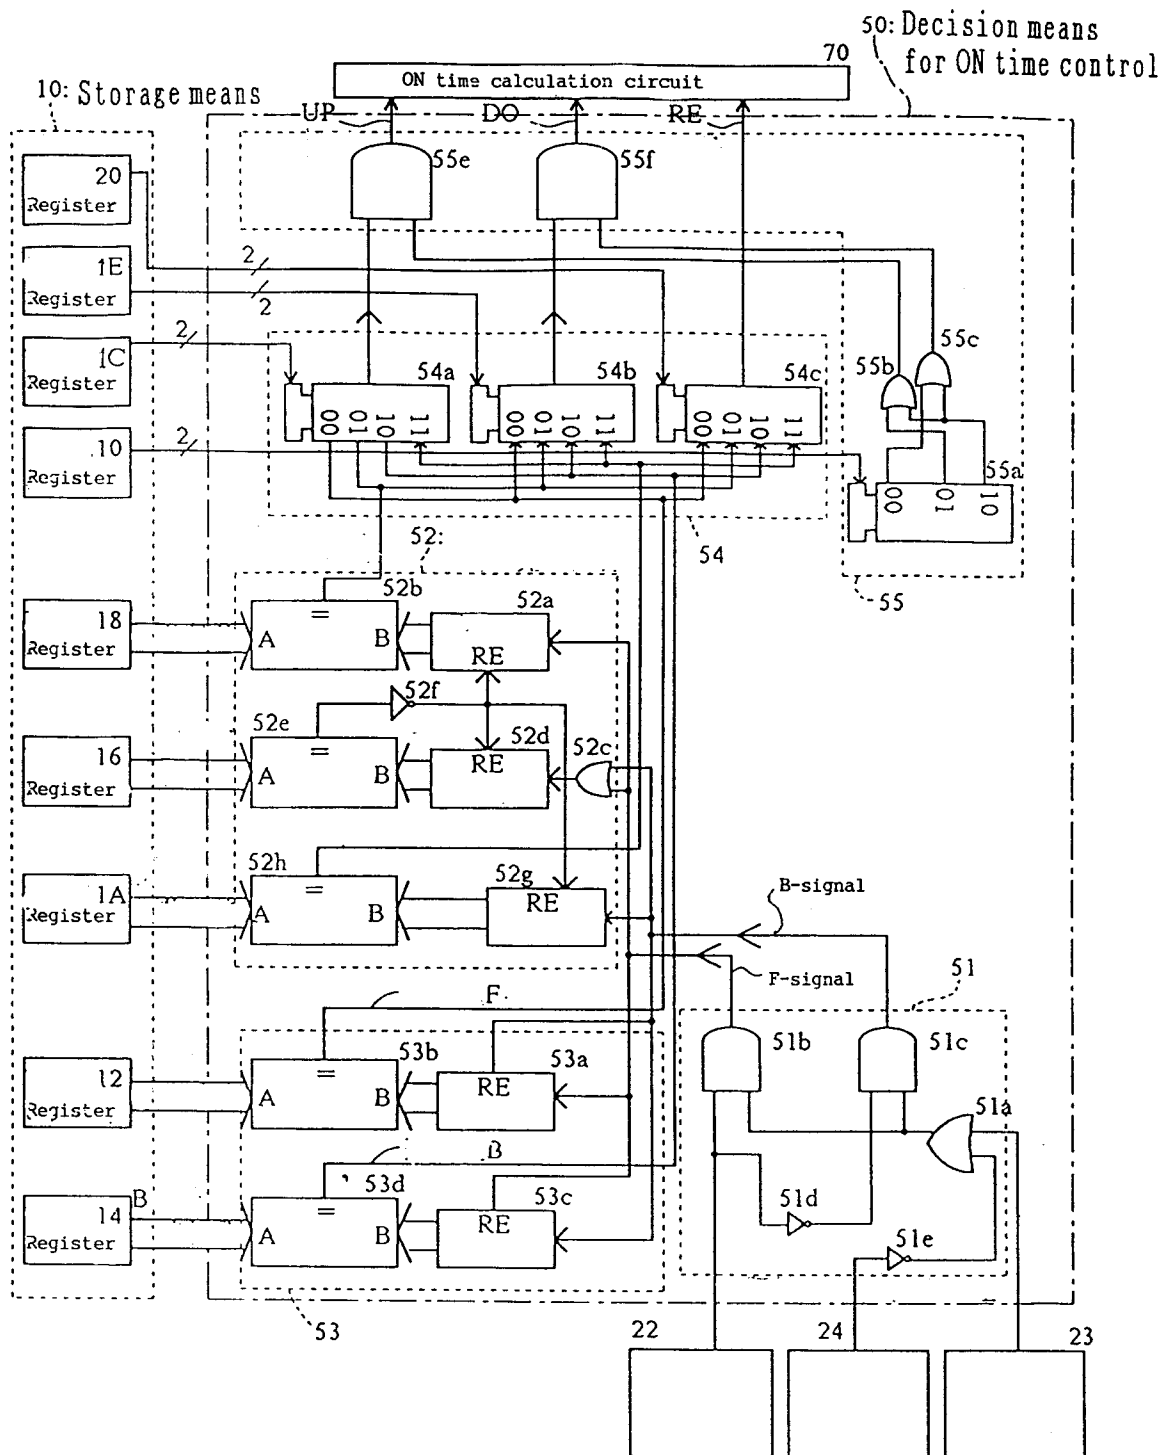 50: Decision means
for ON time control
70
ON time calculation circuit
10: Storage means
UP
DO
RE
20
Register
55e
55f
1E
Register
2
2
1C
Register
2
54a
54b
54c
55b
55c
00
01
10
11
00
01
10
11
00
01
10
11
10
Register
2
55a
00
01
10
54
55
52:
18
Register
A
=
52b
B
52a
RE
52f
16
Register
52e
A
=
B
52d
RE
52c
1A
Register
52h
A
=
B
52g
RE
B-signal
F-signal
51
F
12
Register
A
=
53b
B
53a
RE
51b
51c
51a
B
14
B
Register
A
=
53d
B
53c
RE
51d
51e
53
22
24
23